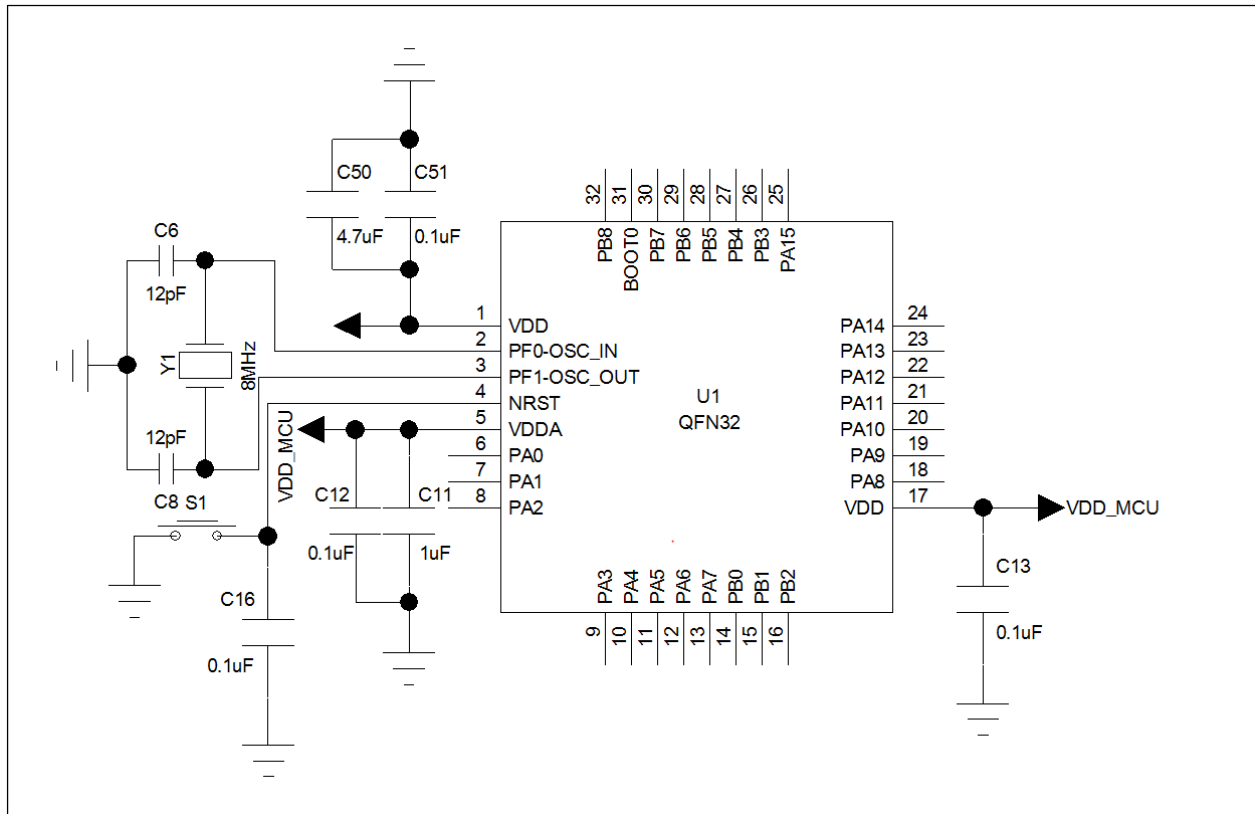 C50
C51
4.7uF
0.1uF
C6
12pF
Y1
8MHz
12pF
C8
S1
VDD_MCU
C12
C11
0.1uF
1uF
C16
0.1uF
32
31
30
29
28
27
26
25
PB8
BOOT0
PB7
PB6
PB5
PB4
PB3
PA15
1 VDD
2 PF0-OSC_IN
3 PF1-OSC_OUT
4 NRST
5 VDDA
6 PA0
7 PA1
8 PA2
U1
QFN32
PA14 24
PA13 23
PA12 22
PA11 21
PA10 20
PA9 19
PA8 18
VDD 17
VDD_MCU
PA3
PA4
PA5
PA6
PA7
PB0
PB1
PB2
9
10
11
12
13
14
15
16
C13
0.1uF